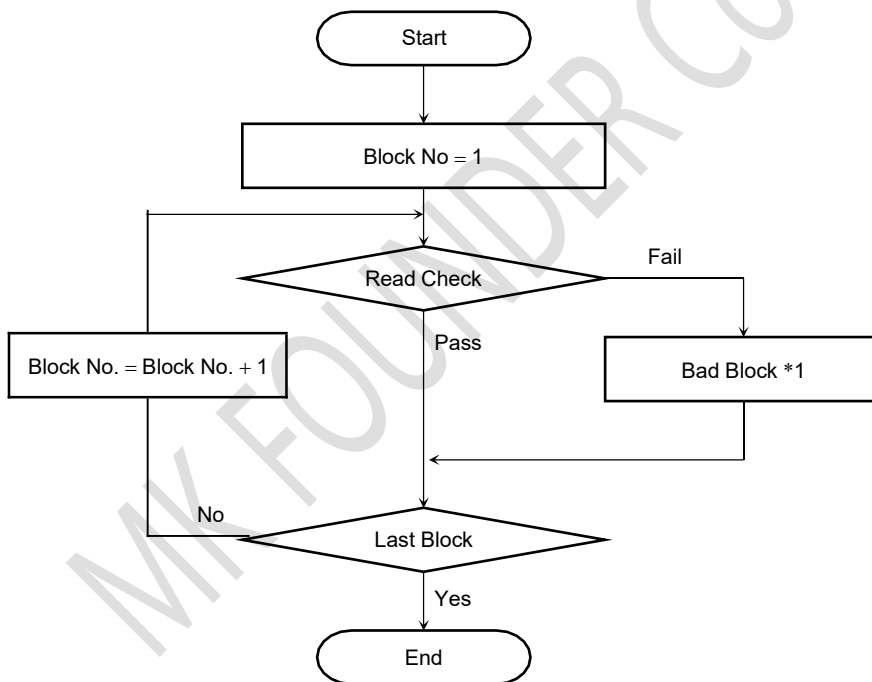 Start
Block No = 1
Read Check
Fail
Pass
Block No. = Block No. + 1
Bad Block *1
No
Last Block
Yes
End
MK FOUNDER CO